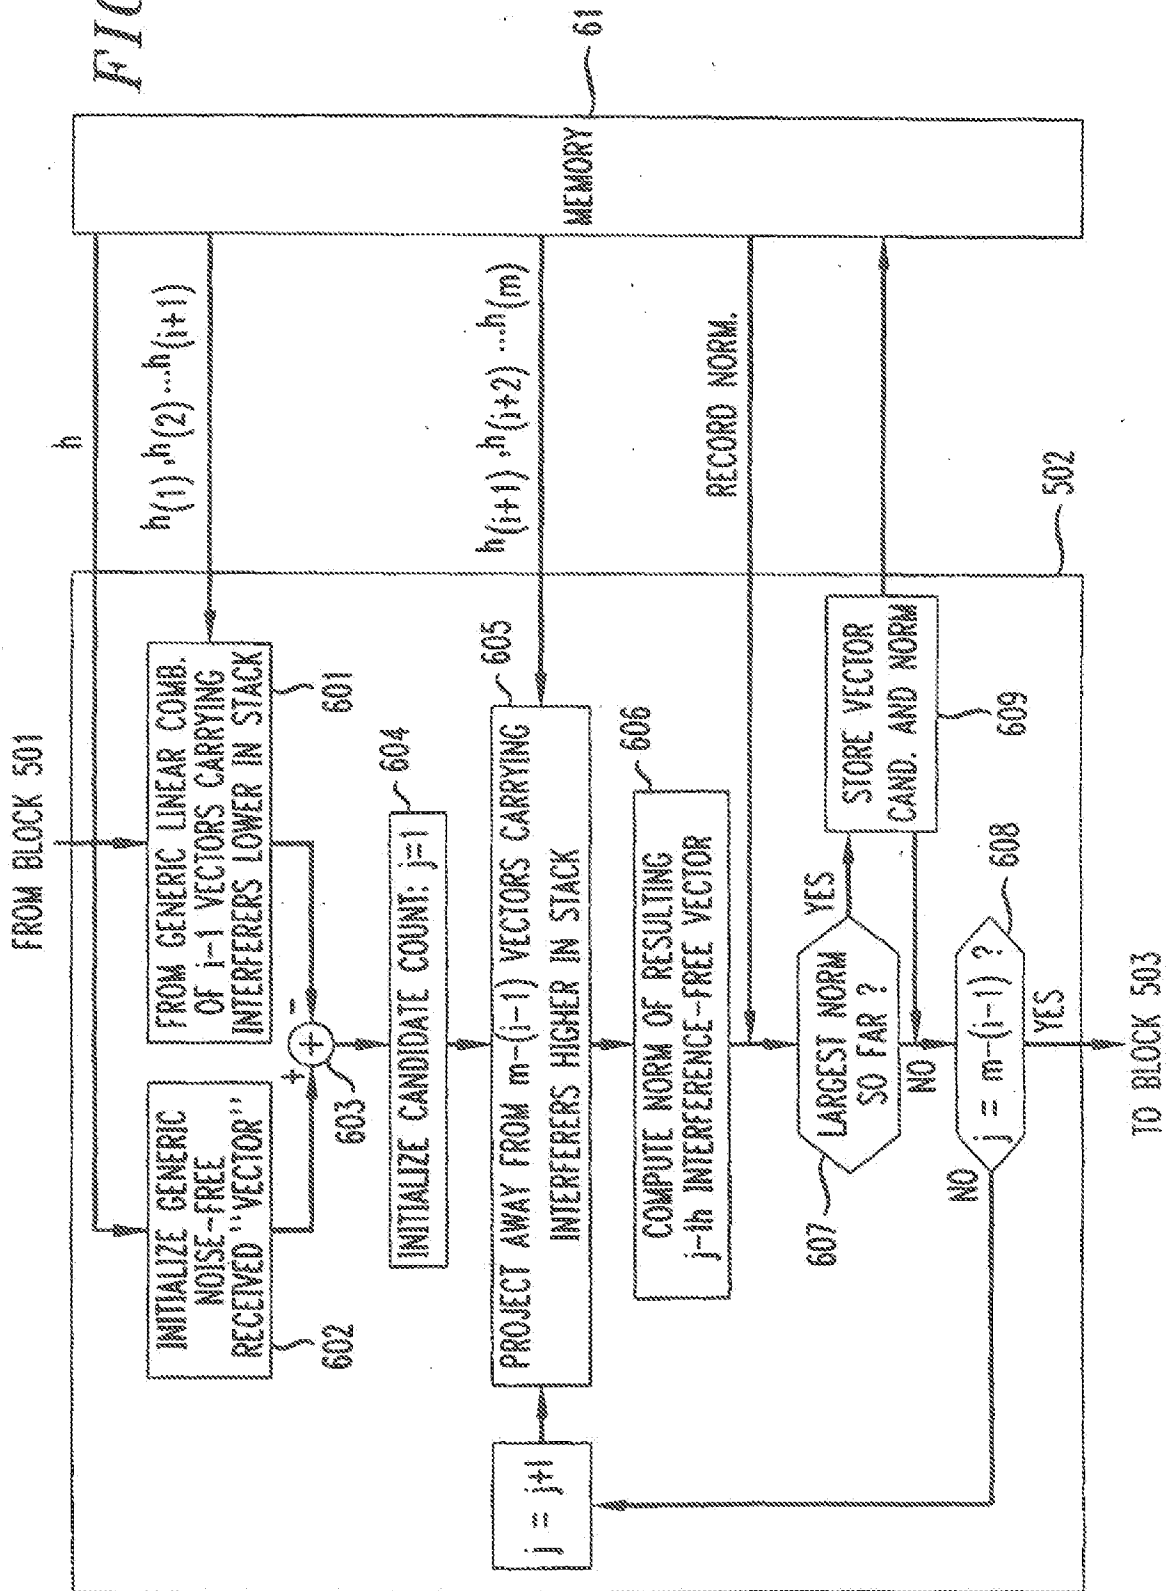 FIG
FROM BLOCK 501
h
h(1),h(2) ...h(i+1)
h(i+1),h(i+2) ...h(m)
RECORD NORM.
MEMORY
61
INITIALIZE GENERIC
NOISE-FREE
RECEIVED "VECTOR"
602
FROM GENERIC LINEAR COMB.
OF i-1 VECTORS CARRYING
INTERFERERS LOWER IN STACK
601
+
-
+
603
INITIALIZE CANDIDATE COUNT: j=1
604
PROJECT AWAY FROM m-(i-1) VECTORS CARRYING
INTERFERS HIGHER IN STACK
605
j = j+1
COMPUTE NORM OF RESULTING
j-1h INTERFERENCE-FREE VECTOR
606
LARGEST NORM
SO FAR ?
607
YES
NO
STORE VECTOR
CAND. AND NORM
609
j = m-(i-1) ?
608
NO
YES
502
TO BLOCK 503